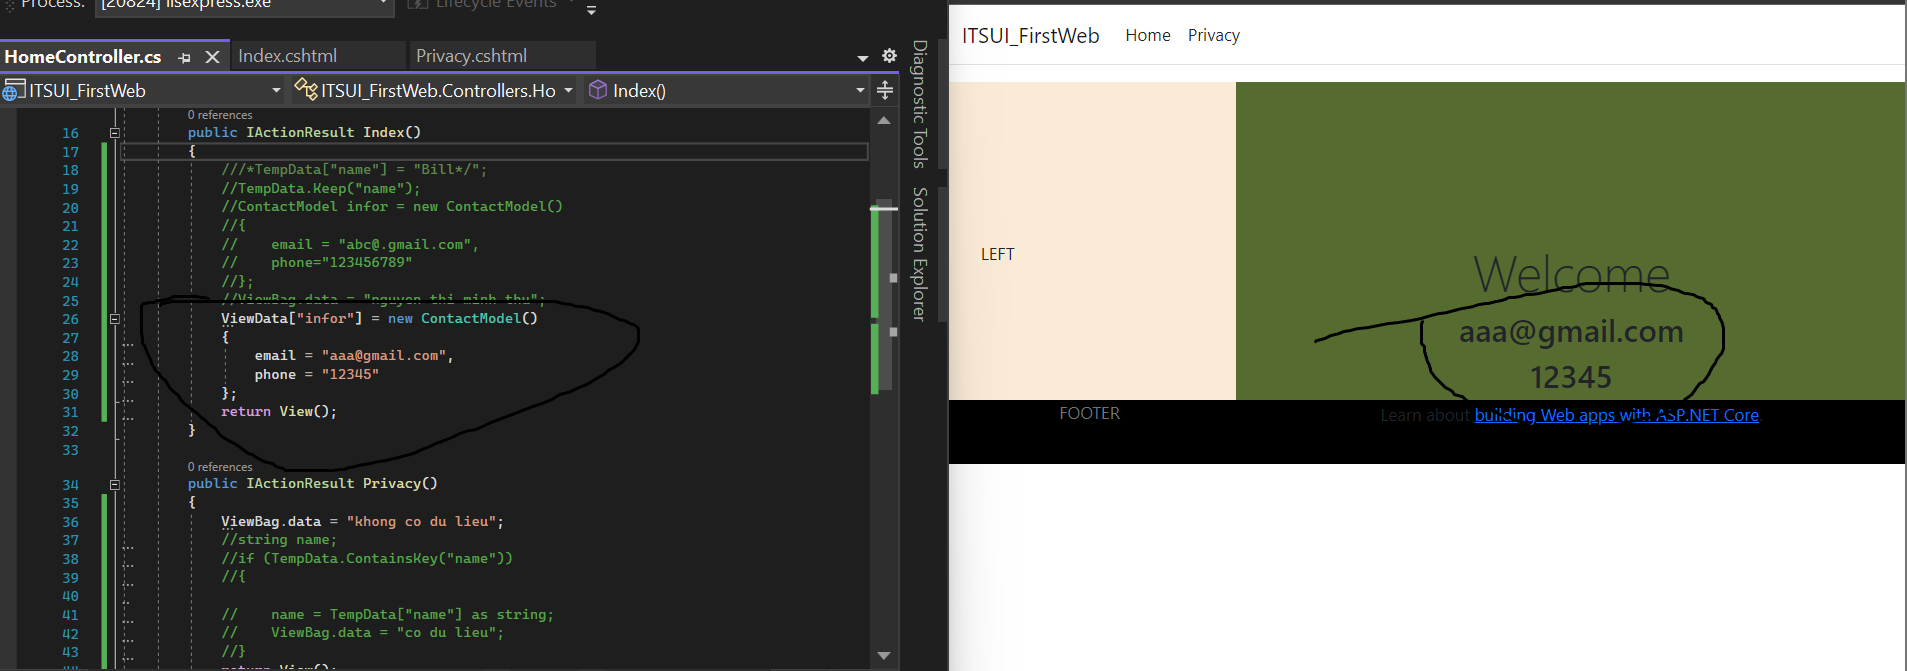 Process: [20824] iisexpress.exe Lifecycle Events
HomeController.cs Index.cshtml Privacy.cshtml
ITSUI_FirstWeb ITSUI_FirstWeb.Controllers.Ho Index()
0 references
16 public IActionResult Index()
17 {
18 ///*TempData["name"] = "Bill*/";
19 //TempData.Keep("name");
20 //ContactModel infor = new ContactModel()
21 //{
22 // email = "abc@.gmail.com",
23 // phone="123456789"
24 //};
25 //ViewBag.data = "nguyen thi minh thu";
26 ViewData["infor"] = new ContactModel()
27 {
28 email = "aaa@gmail.com",
29 phone = "12345"
30 };
31 return View();
32 }
33
0 references
34 public IActionResult Privacy()
35 {
36 ViewBag.data = "khong co du lieu";
37 //string name;
38 //if (TempData.ContainsKey("name"))
39 //{
40
41 // name = TempData["name"] as string;
42 // ViewBag.data = "co du lieu";
43 //}
44 return View();
Diagnostic Tools
Solution Explorer
ITSUI_FirstWeb Home Privacy
LEFT
Welcome
aaa@gmail.com
12345
FOOTER
Learn about building Web apps with ASP.NET Core.